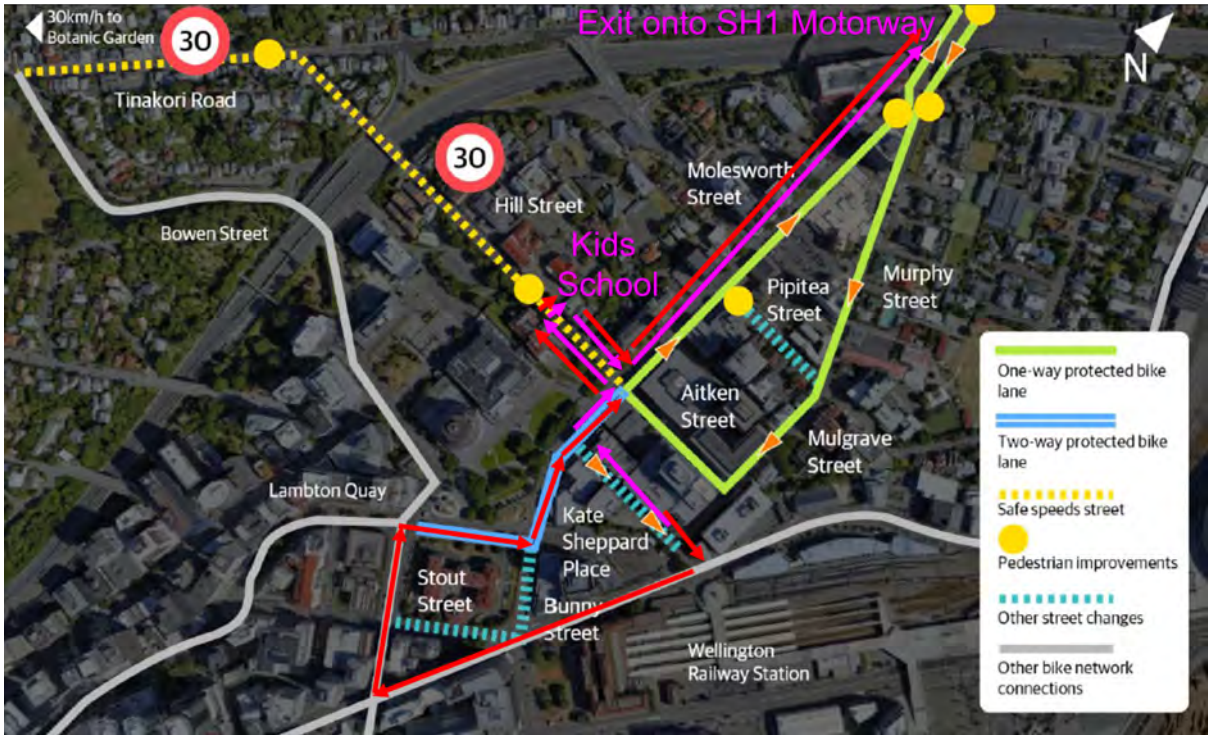 30km/h to
Botanic Garden
30
Exit onto SH1 Motorway
N
Tinakori Road
30
Hill Street
Molesworth
Street
Bowen Street
Kids
School
Pipitea
Street
Murphy
Street
Aitken
Street
Mulgrave
Street
Lambton Quay
Kate
Sheppard
Place
Stout
Street
Bunny
Street
Wellington
Railway Station
One-way protected bike
lane
Two-way protected bike
lane
Safe speeds street
Pedestrian improvements
Other street changes
Other bike network
connections